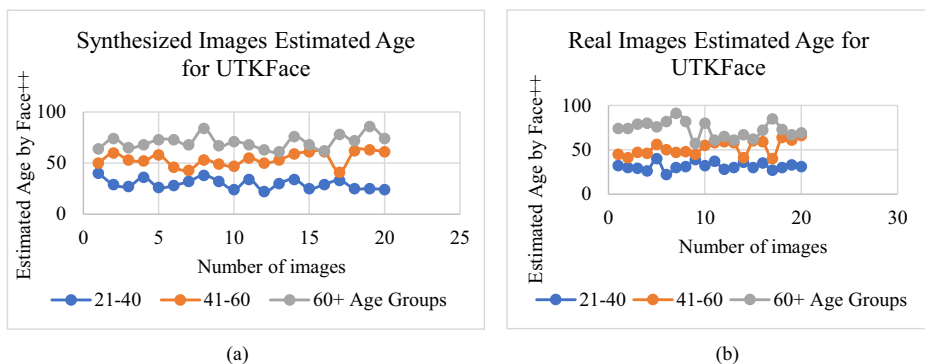 Synthesized Images Estimated Age
for UTKFace
Estimated Age by Face++
100
50
0
0 5 10 15 20 25
Number of images
21-40 41-60 60+ Age Groups
(a)
Real Images Estimated Age for
UTKFace
Estimated Age by Face++
100
50
0
0 10 20 30
Number of images
21-40 41-60 60+ Age Groups
(b)